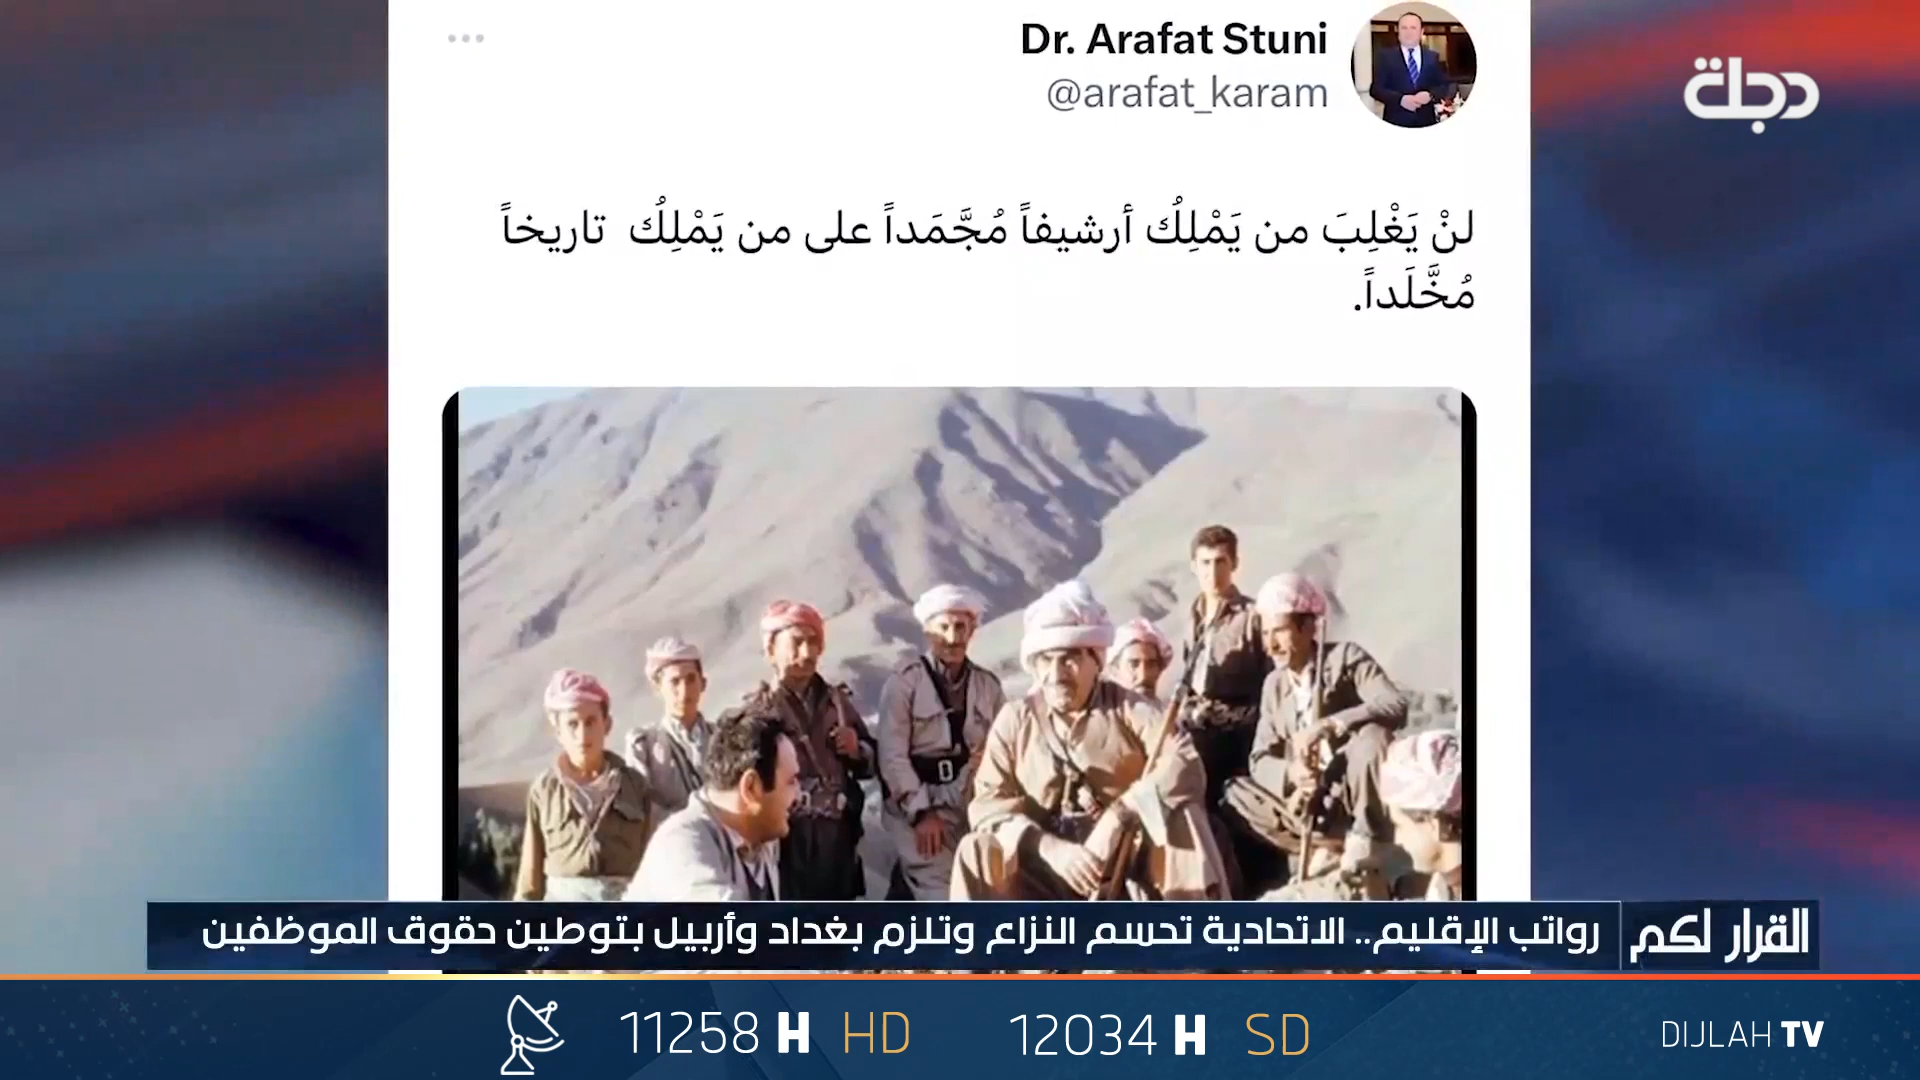 Dr. Arafat Stuni
@arafat_karam
دجلة
لنْ يَغْلِبَ من يَمْلِكُ أرشيفاً مُجَّمَداً على من يَمْلِكُ تاريخاً
مُخَّلَداً.
القرار لكم
رواتب الإقليم.. الاتحادية تحسم النزاع وتلزم بغداد وأربيل بتوطين حقوق الموظفين
11258 H HD 12034 H SD
DIJLAH TV